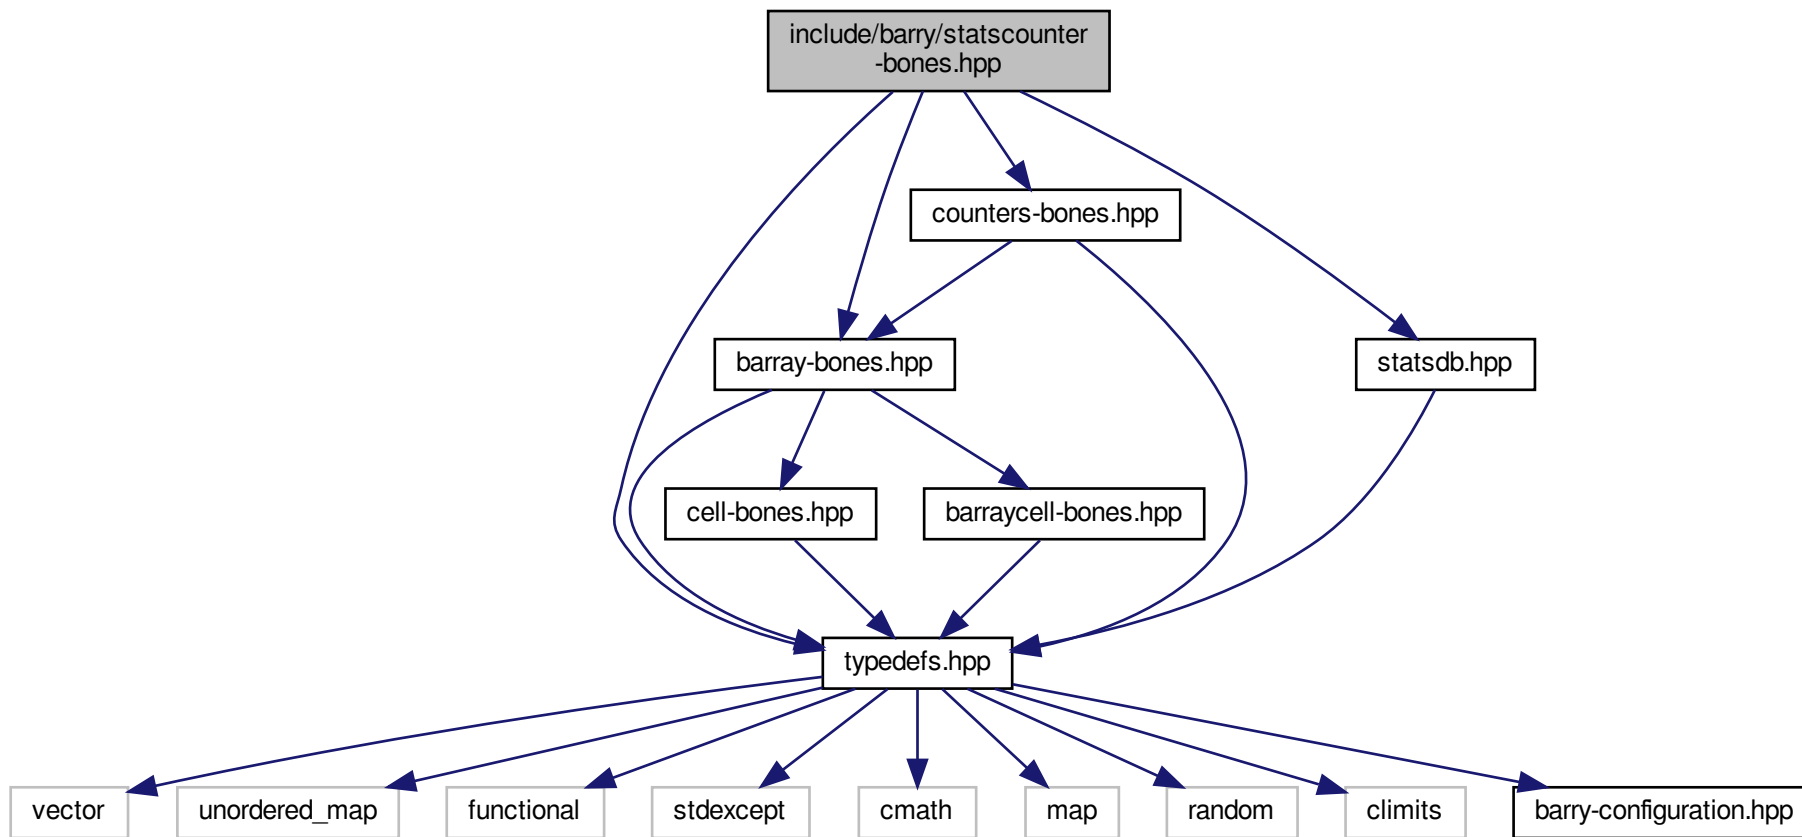 include/barry/statscounter
-bones.hpp
counters-bones.hpp
barray-bones.hpp
statsdb.hpp
cell-bones.hpp
barraycell-bones.hpp
typedefs.hpp
vector
unordered_map
functional
stdexcept
cmath
map
random
climits
barry-configuration.hpp